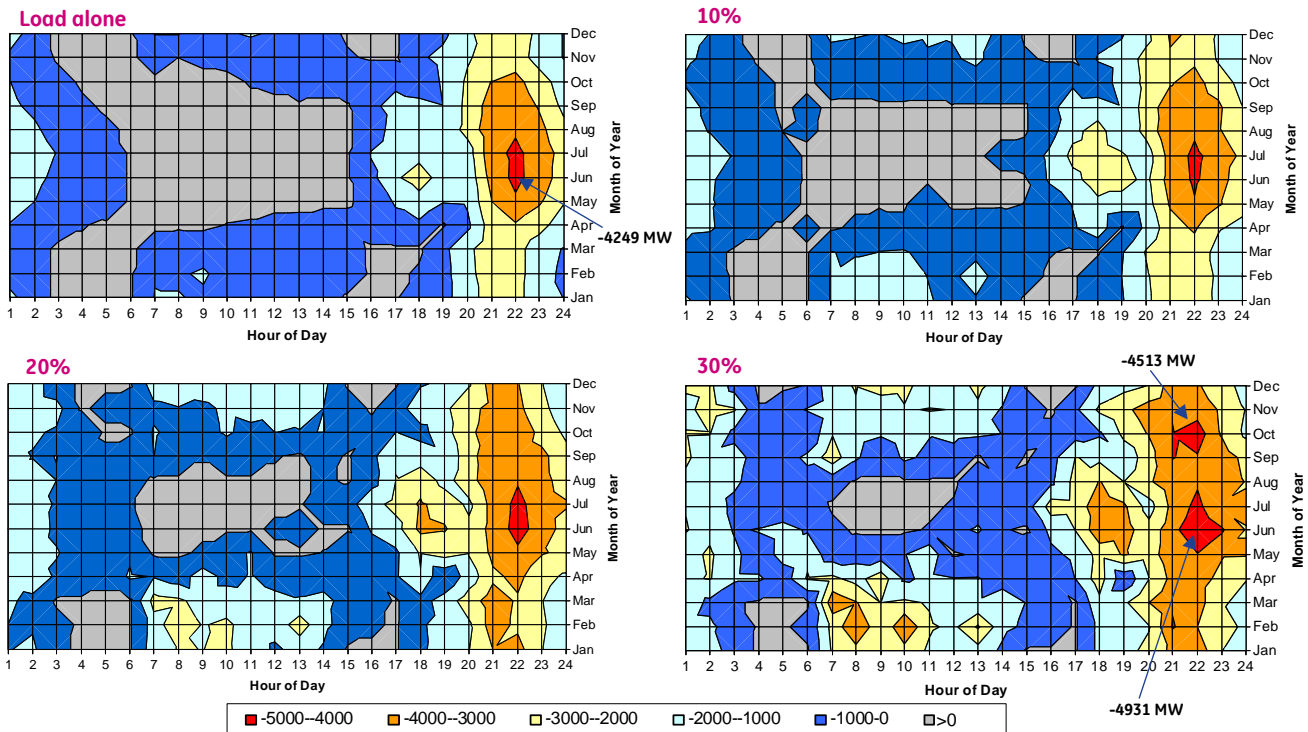 Load alone
Dec
Nov
Oct
Sep
Aug
Jul
Jun
May
Apr
Mar
Feb
Jan
Month of Year
-4249 MW
1 2 3 4 5 6 7 8 9 10 11 12 13 14 15 16 17 18 19 20 21 22 23 24
Hour of Day
10%
Dec
Nov
Oct
Sep
Aug
Jul
Jun
May
Apr
Mar
Feb
Jan
Month of Year
1 2 3 4 5 6 7 8 9 10 11 12 13 14 15 16 17 18 19 20 21 22 23 24
Hour of Day
20%
Dec
Nov
Oct
Sep
Aug
Jul
Jun
May
Apr
Mar
Feb
Jan
Month of Year
1 2 3 4 5 6 7 8 9 10 11 12 13 14 15 16 17 18 19 20 21 22 23 24
Hour of Day
30%
-4513 MW
Dec
Nov
Oct
Sep
Aug
Jul
Jun
May
Apr
Mar
Feb
Jan
Month of Year
1 2 3 4 5 6 7 8 9 10 11 12 13 14 15 16 17 18 19 20 21 22 23 24
Hour of Day
-4931 MW
-5000--4000 -4000--3000 -3000--2000 -2000--1000 -1000-0 >0